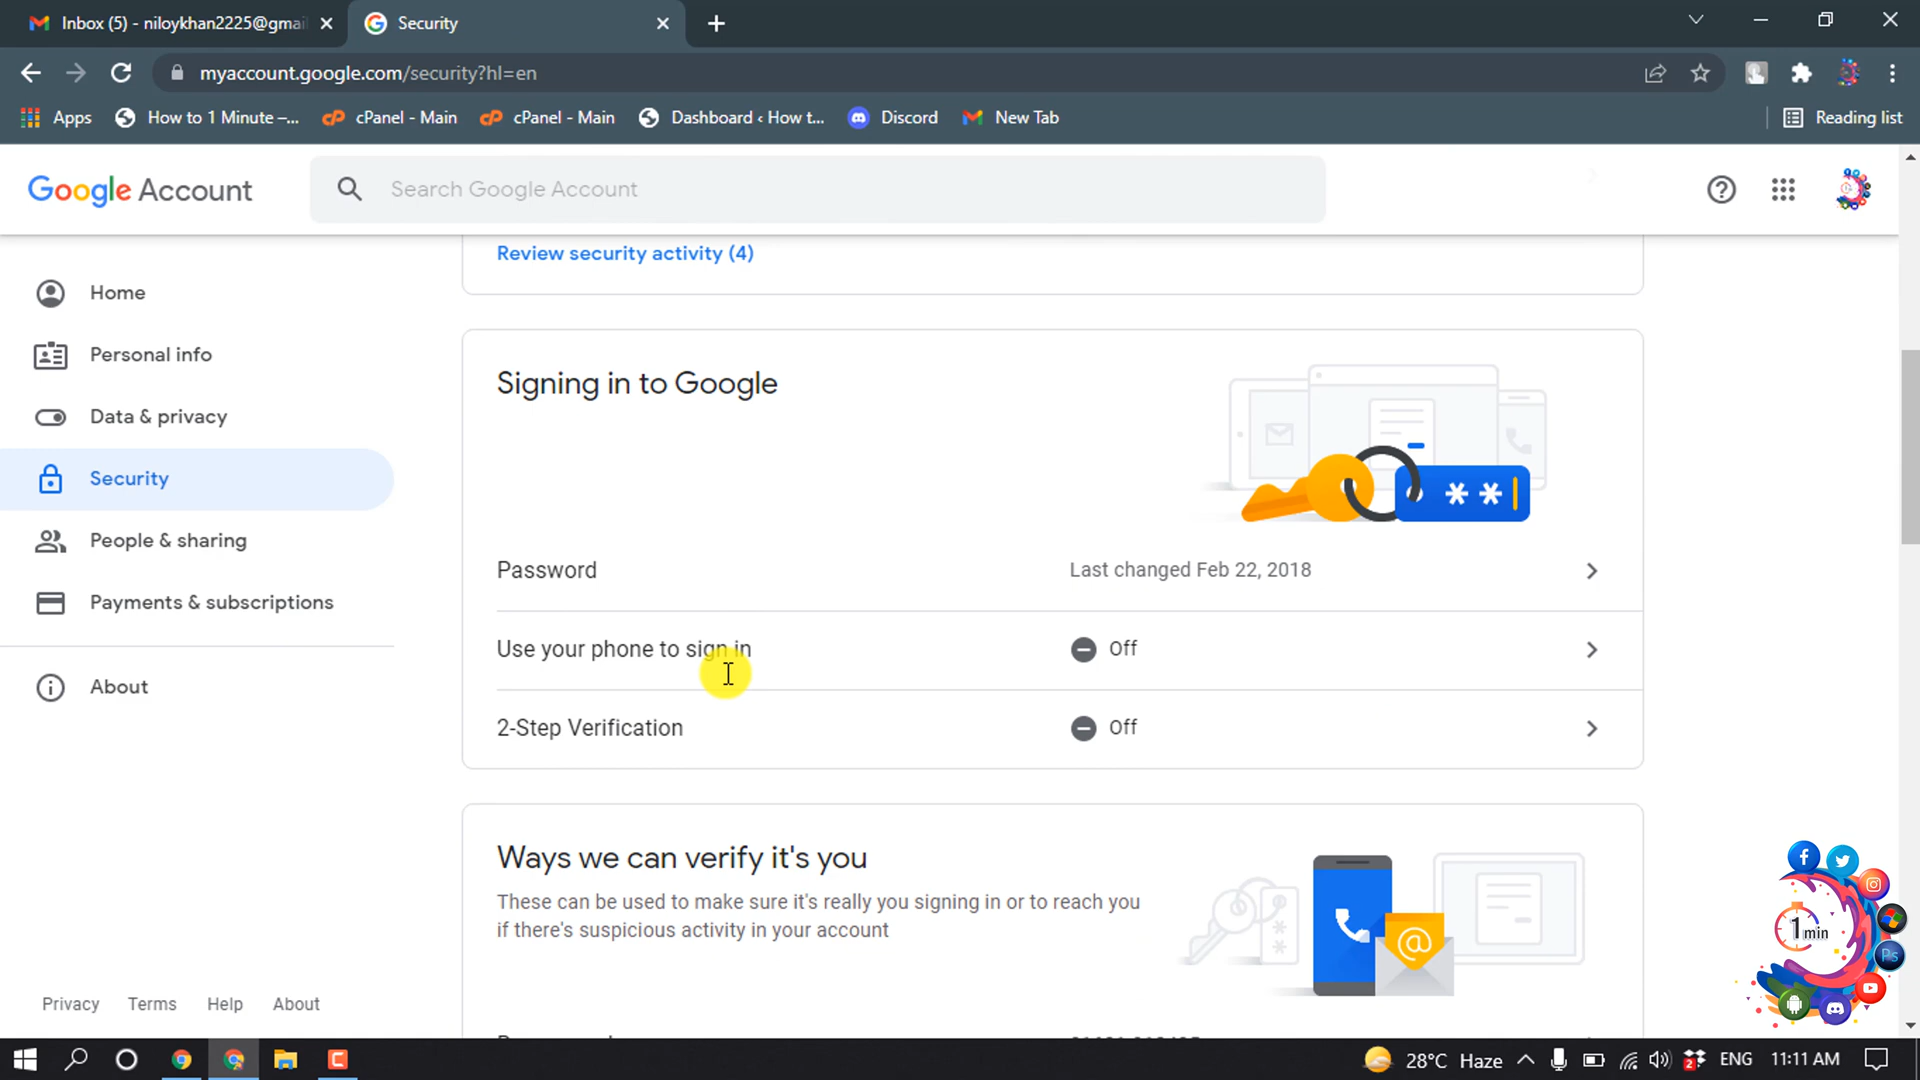 Inbox (5) - niloykhan2225@gmai
Security
myaccount.google.com/security?hl=en
Apps
How to 1 Minute –...
cPanel - Main
cPanel - Main
Dashboard ‹ How t...
Discord
New Tab
Reading list
Google Account
Search Google Account
Review security activity (4)
Home
Personal info
Data & privacy
Security
People & sharing
Payments & subscriptions
About
Signing in to Google
**
Password
Last changed Feb 22, 2018
Use your phone to sign in
Off
2-Step Verification
Off
Ways we can verify it's you
These can be used to make sure it's really you signing in or to reach you
if there's suspicious activity in your account
@
1 min
Ps
Privacy
Terms
Help
About
28°C Haze
2
ENG
11:11 AM